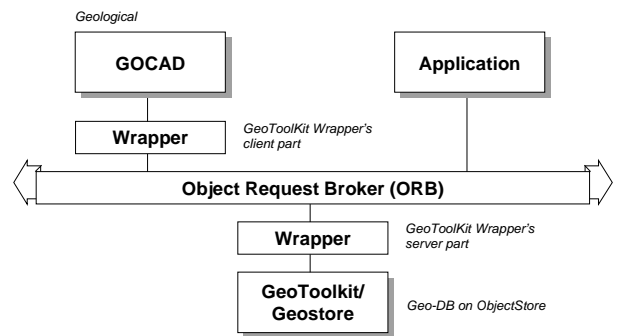 Geological
GOCAD
Application
Wrapper
GeoToolKit Wrapper's
client part
Object Request Broker (ORB)
Wrapper
GeoToolKit Wrapper's
server part
GeoToolkit/
Geostore
Geo-DB on ObjectStore